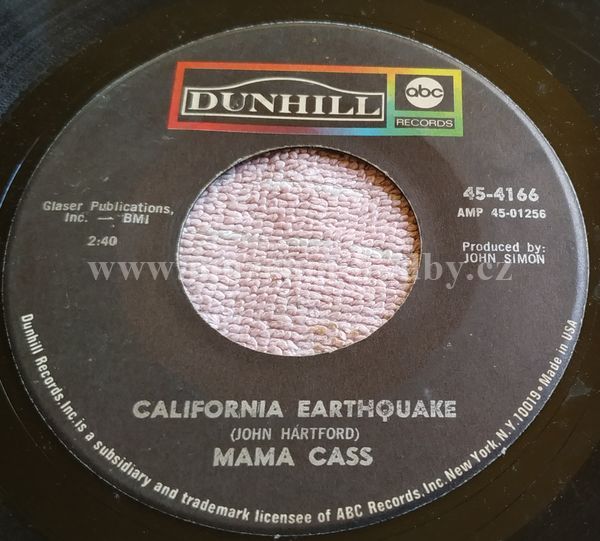 DUNHILL
abc
RECORDS
Glaser Publications,
Inc. — BMI
2:40
45-4166
AMP 45-01256
Produced by:
JOHN SIMON
CALIFORNIA EARTHQUAKE
(JOHN HARTFORD)
MAMA CASS
Dunhill Records, Inc. is a subsidiary and trademark licensee of ABC Records, Inc. New York, N.Y. 10019 • Made in USA